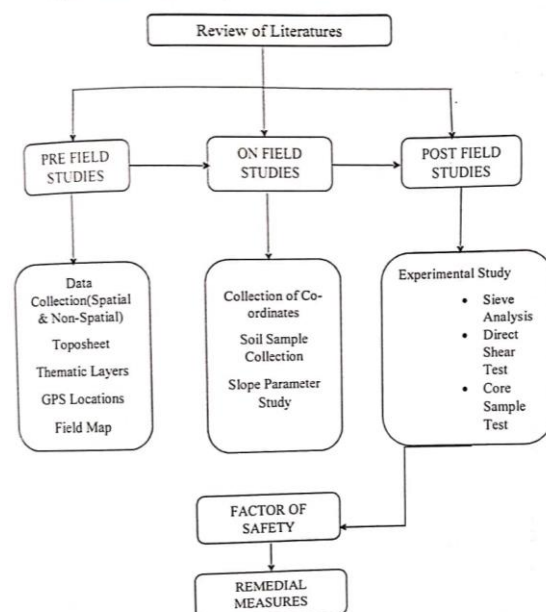 Review of Literatures
PRE FIELD
STUDIES
ON FIELD
STUDIES
POST FIELD
STUDIES
Data
Collection(Spatial
& Non-Spatial)
Toposheet
Thematic Layers
GPS Locations
Field Map
Collection of Co-
ordinates
Soil Sample
Collection
Slope Parameter
Study
Experimental Study
• Sieve
Analysis
• Direct
Shear
Test
• Core
Sample
Test
FACTOR OF
SAFETY
REMEDIAL
MEASURES